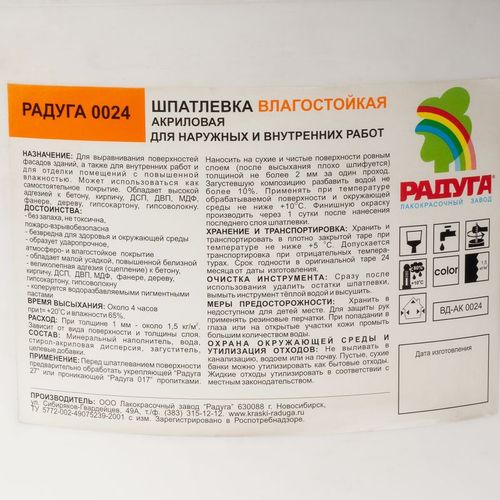 РАДУГА 0024
ШПАТЛЕВКА ВЛАГОСТОЙКАЯ
АКРИЛОВАЯ
ДЛЯ НАРУЖНЫХ И ВНУТРЕННИХ РАБОТ
НАЗНАЧЕНИЕ: Для выравнивания поверхностей
фасадов зданий, а также для внутренних работ и
для отделки помещений с повышенной
влажностью. Может использоваться как
самостоятельное покрытие. Обладает высокой
адгезией к бетону, кирпичу, ДСП, ДВП, МДФ,
фанере, дереву, гипсокартону, гипсоволокну.
ДОСТОИНСТВА:
- без запаха, не токсична,
пожаро-взрывобезопасна
- безвредна для здоровья и окружающей среды
- образует ударопрочное,
атмосферо- и влагостойкое покрытие
- обладает малой усадкой, повышенной белизной
- великолепная адгезия (сцепление) к бетону,
кирпичу, ДСП, ДВП, МДФ, фанере, дереву,
гипсокартону, гипсоволокну
- колеруется водоразбавляемыми пигментными
пастами
ВРЕМЯ ВЫСЫХАНИЯ: Около 4 часов
при t +20°С и влажности 65%.
РАСХОД: При толщине 1 мм - около 1,5 кг/м².
Зависит от вида поверхности и толщины слоя.
СОСТАВ: Минеральный наполнитель, вода,
стирол-акриловая дисперсия, загуститель,
целевые добавки.
ПРИМЕНЕНИЕ: Перед шпатлеванием поверхности
предварительно обработать укрепляющей "Радуга
27" или проникающей "Радуга 017" пропитками.
Наносить на сухие и чистые поверхности ровным
слоем (после высыхания плохо шлифуется)
толщиной не более 2 мм за один проход.
Загустевшую композицию разбавить водой не
более 10%. Применять при температуре
обрабатываемой поверхности и окружающей
среды не ниже +10°С. Финишную окраску
производить через 1 сутки после нанесения
последнего слоя шпатлевки.
ХРАНЕНИЕ И ТРАНСПОРТИРОВКА: Хранить и
транспортировать в плотно закрытой таре при
температуре не ниже +5 °С. Допускается
транспортировка при отрицательных темпера-
турах. Срок годности в оригинальной таре 24
месяца от даты изготовления.
ОЧИСТКА ИНСТРУМЕНТА: Сразу после
использования удалить остатки шпатлевки,
вымыть инструмент тёплой водой и высушить.
МЕРЫ ПРЕДОСТОРОЖНОСТИ: Хранить в
недоступном для детей месте. Для защиты рук
применять резиновые перчатки. При попадании в
глаза или на открытые участки кожи промыть
большим количеством воды.
ОХРАНА ОКРУЖАЮЩЕЙ СРЕДЫ И
УТИЛИЗАЦИЯ ОТХОДОВ: Не выливать в
канализацию, водоем или на почву. Пустые, сухие
банки можно утилизировать как бытовые отходы.
Жидкие отходы утилизировать в соответствие с
местным законодательством.
РАДУГА
ЛАКОКРАСОЧНЫЙ ЗАВОД
+10°
color
1,5
кг/м²
ВД-АК 0024
Дата изготовления
ПРОИЗВОДИТЕЛЬ: ООО Лакокрасочный завод "Радуга" 630088 г. Новосибирск,
ул. Сибиряков-Гвардейцев, 49А, т./ф. (383) 315-12-12. www.kraski-raduga.ru
ТУ 5772-002-49075239-2001 с изм. Зарегистрировано в Роспотребнадзоре.